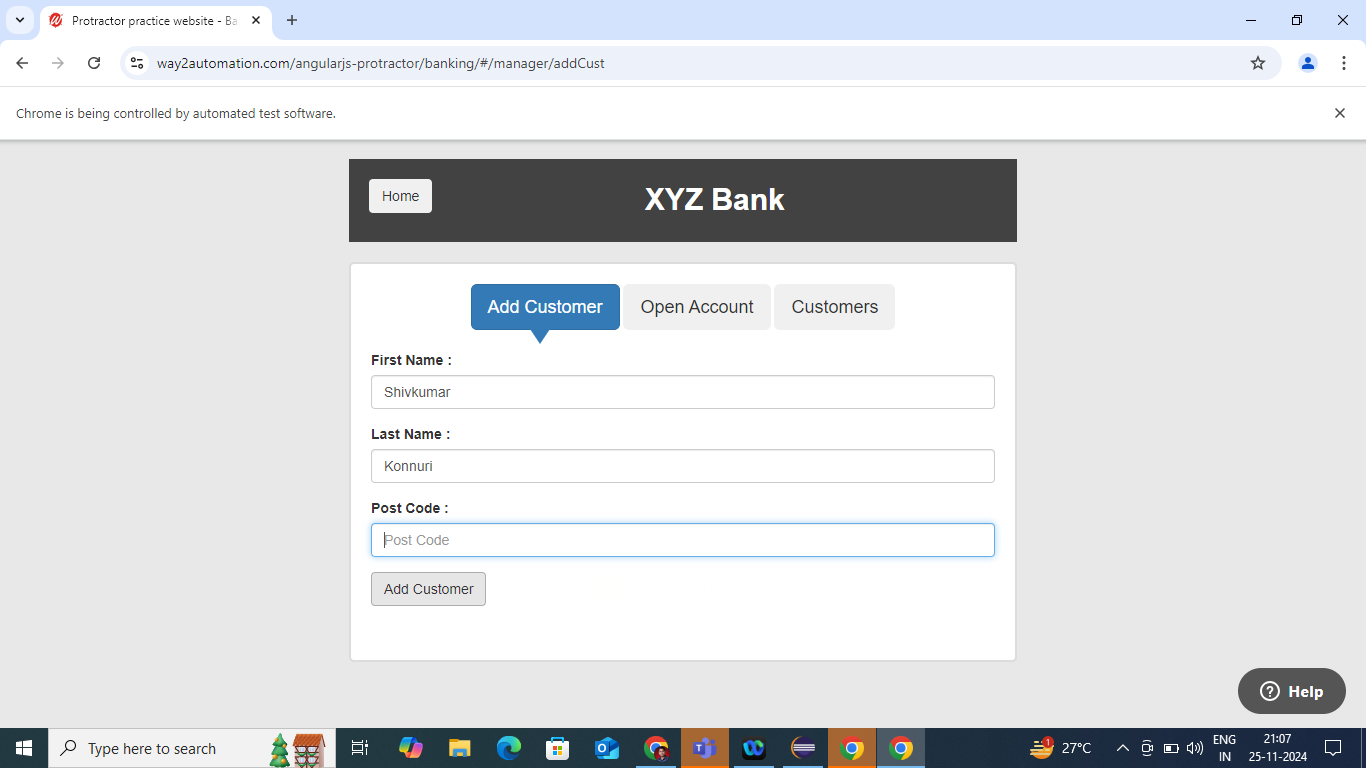 Protractor practice website - Ba
way2automation.com/angularjs-protractor/banking/#/manager/addCust
Chrome is being controlled by automated test software.
Home
XYZ Bank
Add Customer
Open Account
Customers
First Name :
Shivkumar
Last Name :
Konnuri
Post Code :
Post Code
Add Customer
Help
Type here to search
1
27°C
ENG
IN
21:07
25-11-2024